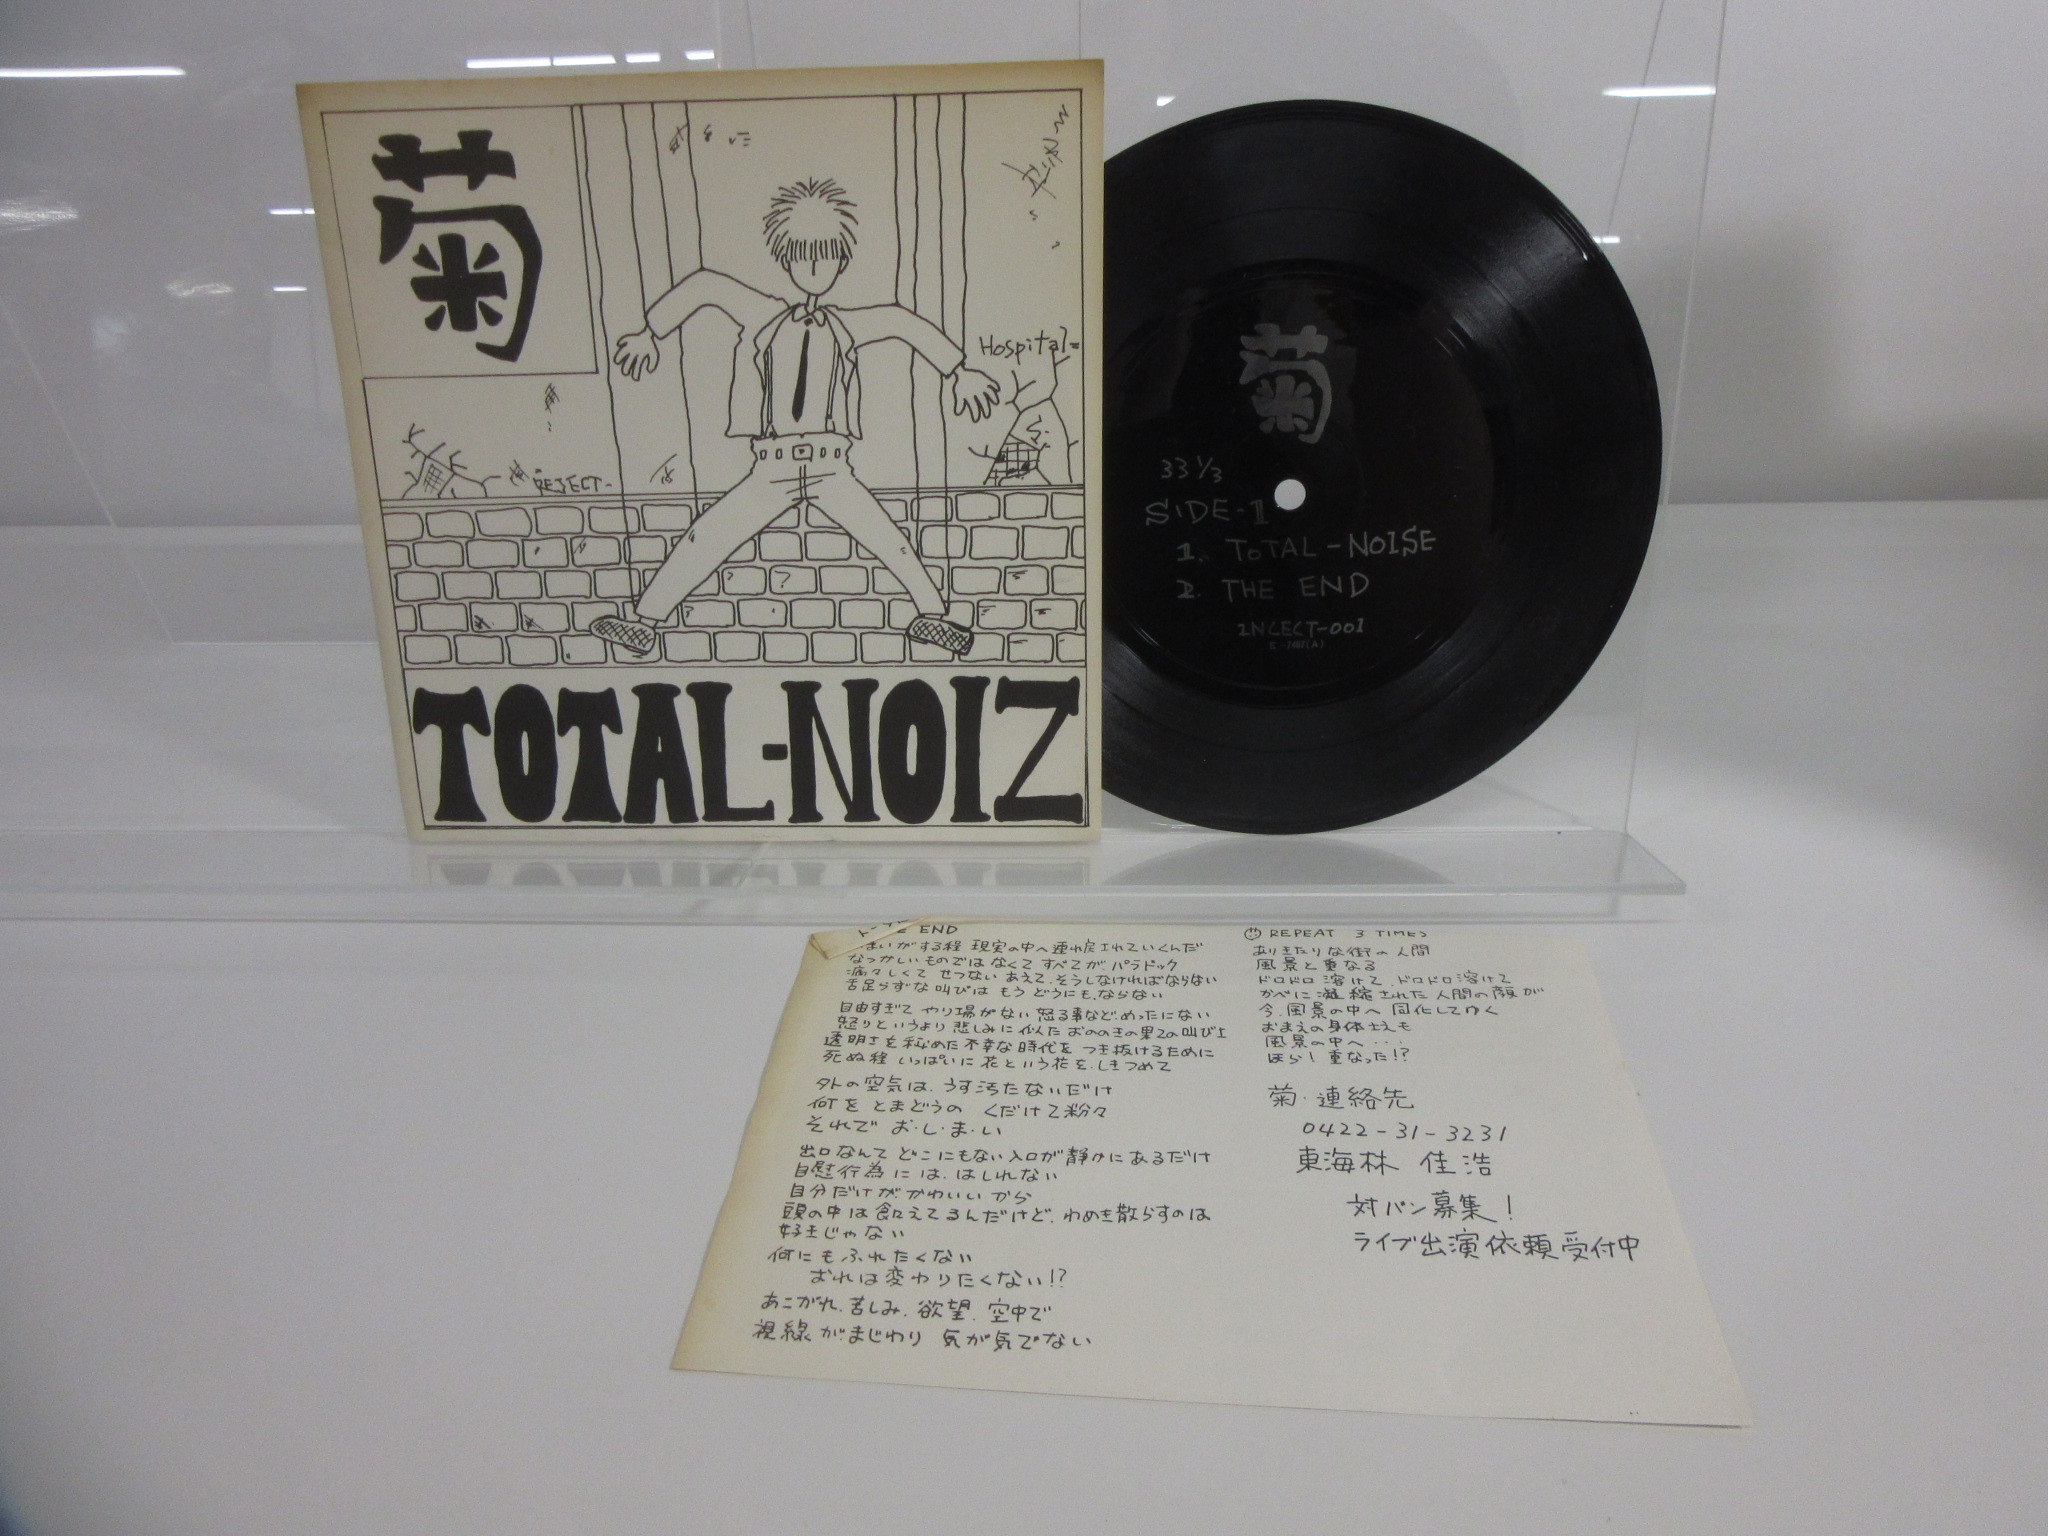 菊
Hospital=
REJECT-
TOTAL-NOIZ
菊
33 1/3
SIDE-1
1. TOTAL-NOISE
2. THE END
INCECT-001
END
がする程 現実の中へ連れ戻されていくんだ
なつかしいものではなくて すべてが、パラドック
痛々しくて せつない あえて、そうしなければならない
舌足らずな叫びは もう どうにも、ならない
自由すぎて やり場がない 怒る事など、めったにない
怒りというより悲しみに似た おののきの果ての叫び上
透明さを秘めた不幸な時代を つき抜けるために
死ぬ程 いっぱいに 花という花を、しきつめて
外の空気は、うす汚たないだけ
何を とまどうの くだけて粉々
それで お・し・ま・い
出口なんて どこにもない入口が静かにあるだけ
自慰行為には、はしれない
自分だけが、かわいいから
頭の中は飢えてるんだけど、わめき散らすのは
好きじゃない
何にもふれたくない
おれは変わりたくない!?
あこがれ、苦しみ、欲望、空中で
視線が、まじわり 気が気でない
REPEAT 3 TIMES
ありきたりな街の人間
風景と重なる
ドロドロ溶けて、ドロドロ溶けて
かべに凝縮された人間の顔が
今、風景の中へ 同化してゆく
おまえの身体さえも
風景の中へ・・・
ほら! 重なった!?
菊・連絡先
0422-31-3231
東海林 佳浩
対バン募集!
ライブ出演依頼受付中